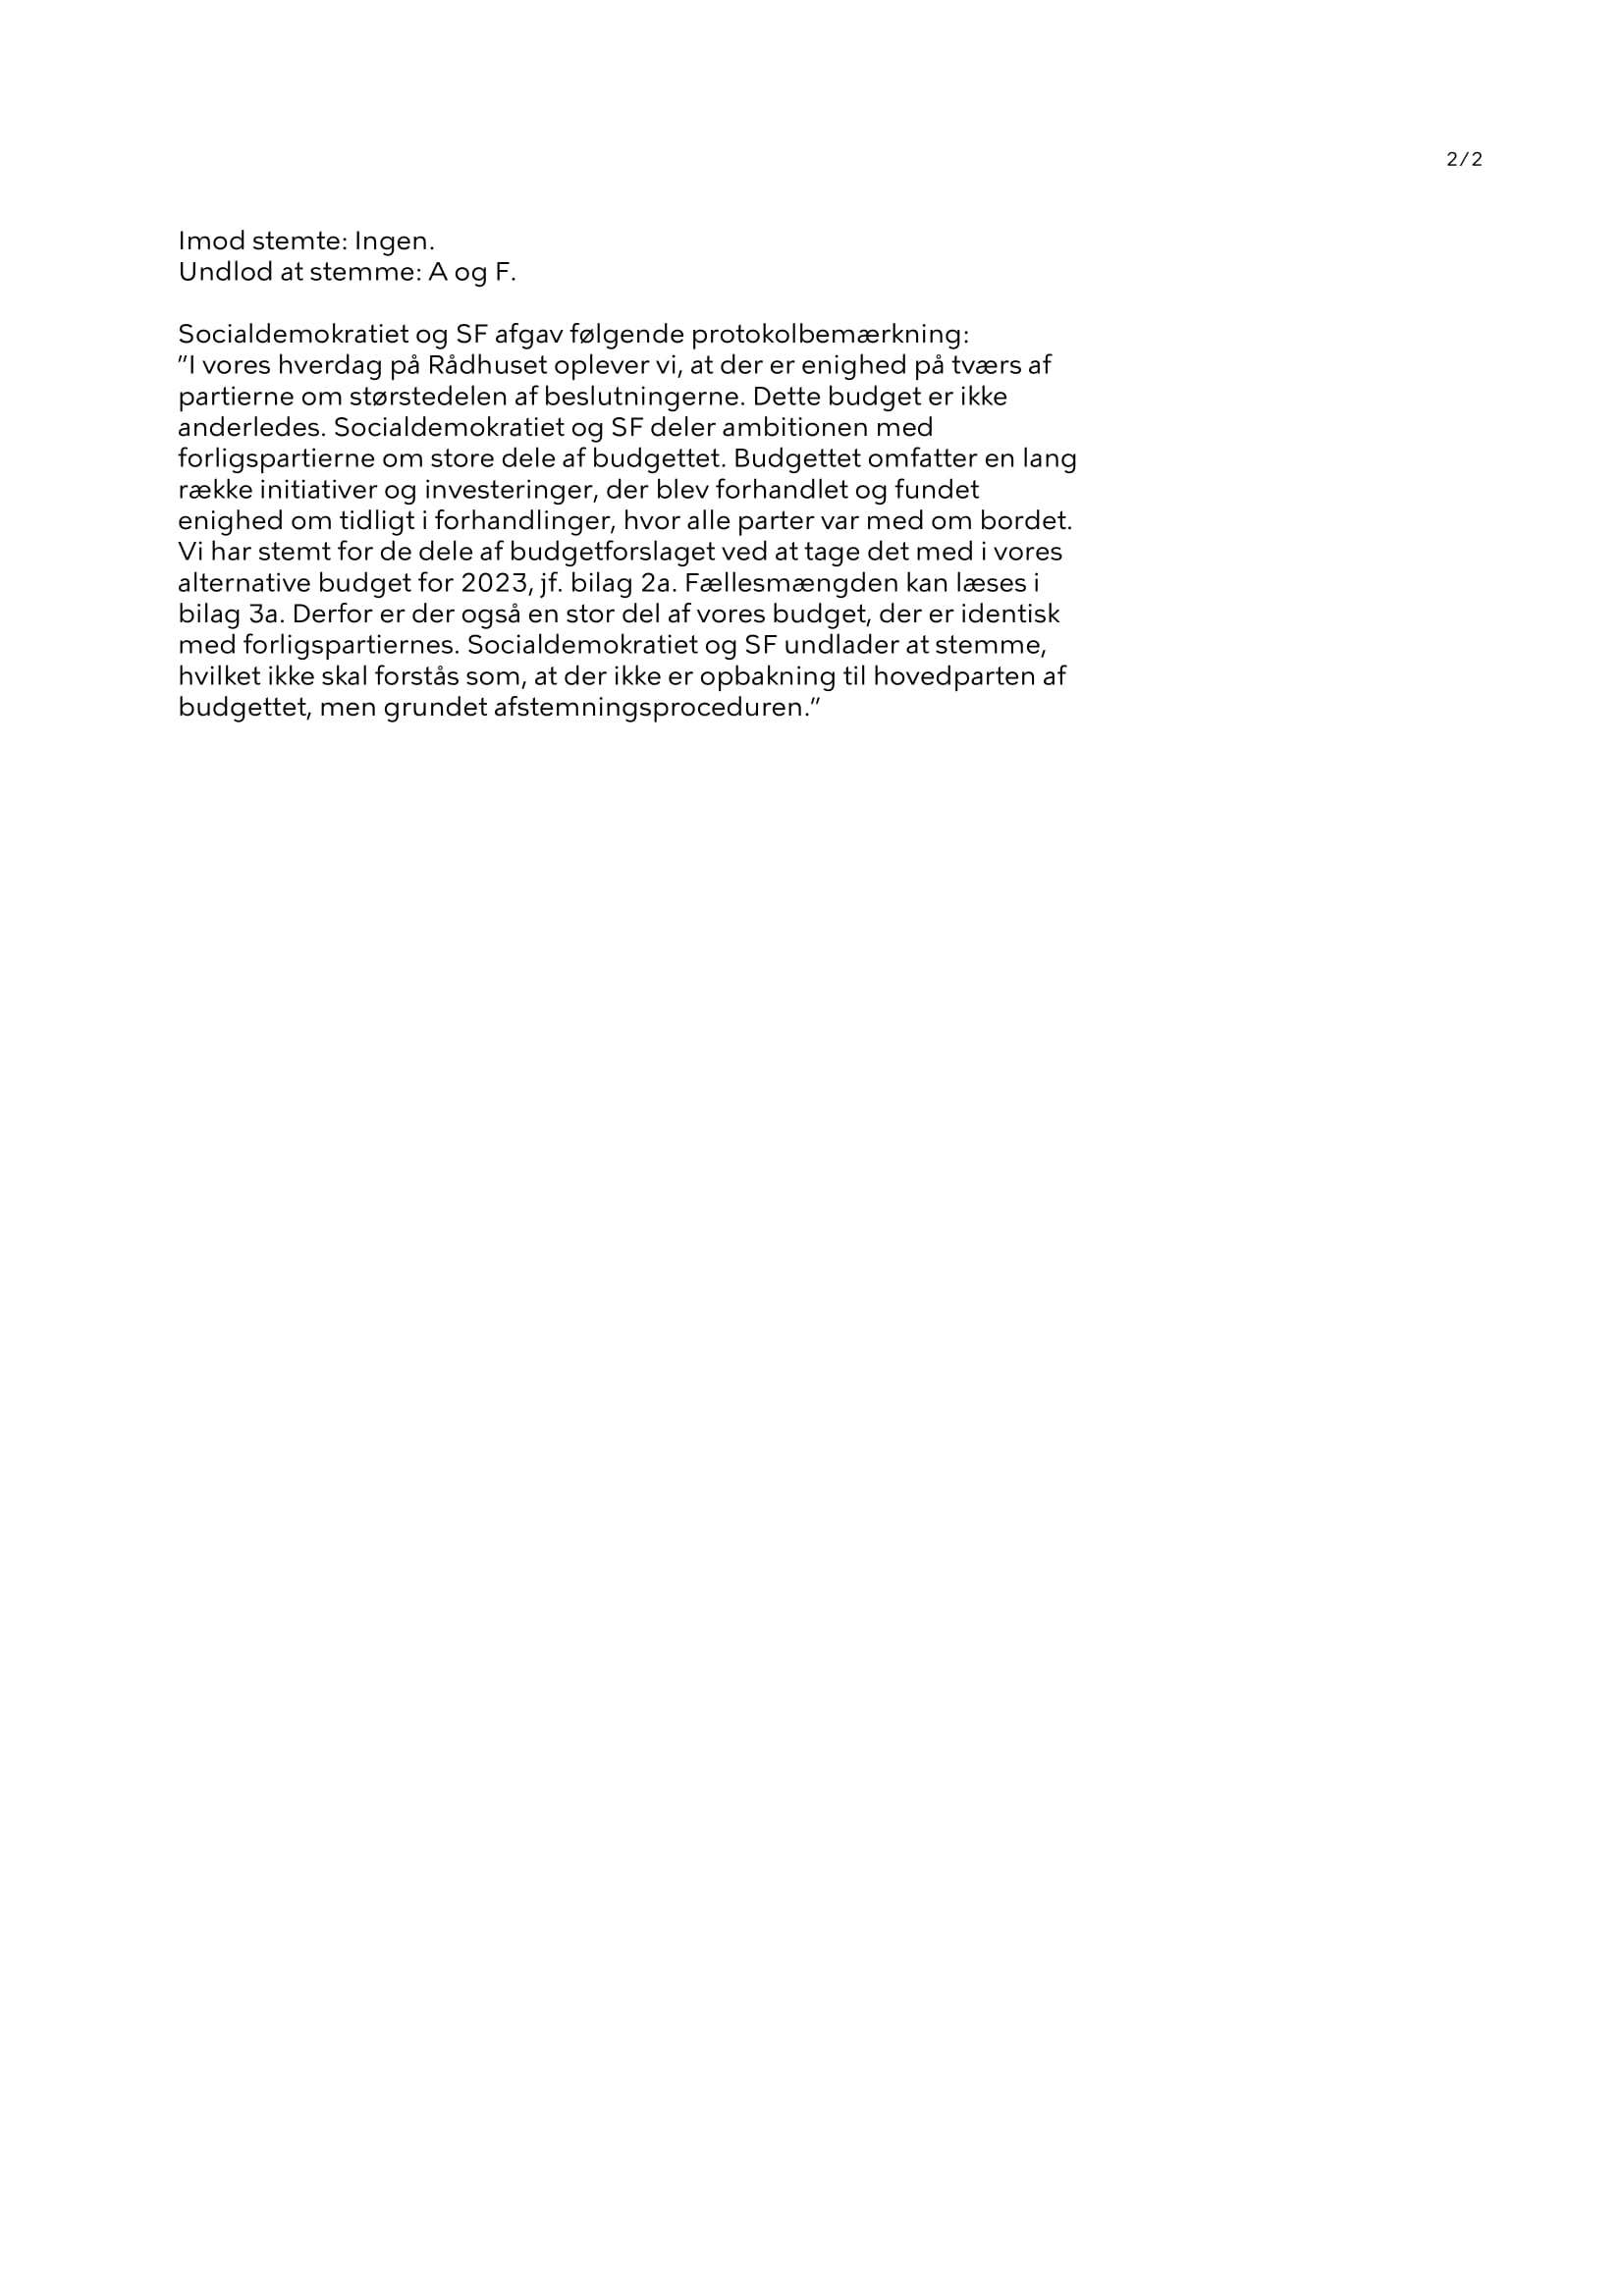 2/2
Imod stemte: Ingen.
Undlod at stemme: A og F.
Socialdemokratiet og SF afgav følgende protokolbemærkning:
”I vores hverdag på Rådhuset oplever vi, at der er enighed på tværs af
partierne om størstedelen af beslutningerne. Dette budget er ikke
anderledes. Socialdemokratiet og SF deler ambitionen med
forligspartierne om store dele af budgettet. Budgettet omfatter en lang
række initiativer og investeringer, der blev forhandlet og fundet
enighed om tidligt i forhandlinger, hvor alle parter var med om bordet.
Vi har stemt for de dele af budgetforslaget ved at tage det med i vores
alternative budget for 2023, jf. bilag 2a. Fællesmængden kan læses i
bilag 3a. Derfor er der også en stor del af vores budget, der er identisk
med forligspartiernes. Socialdemokratiet og SF undlader at stemme,
hvilket ikke skal forstås som, at der ikke er opbakning til hovedparten af
budgettet, men grundet afstemningsproceduren.”